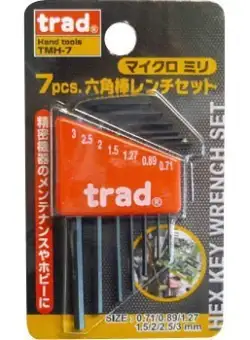 trad®
Hand tools
TMH-7
マイクロ ミリ
7pcs.六角棒レンチセット
3 2.5 2 1.5 1.27 0.89 0.71
trad®
精密機器のメンテナンスやホビーに
HEX KEY WRENCH SET
SIZE: 0.71/0.89/1.27
1.5/2/2.5/3 mm